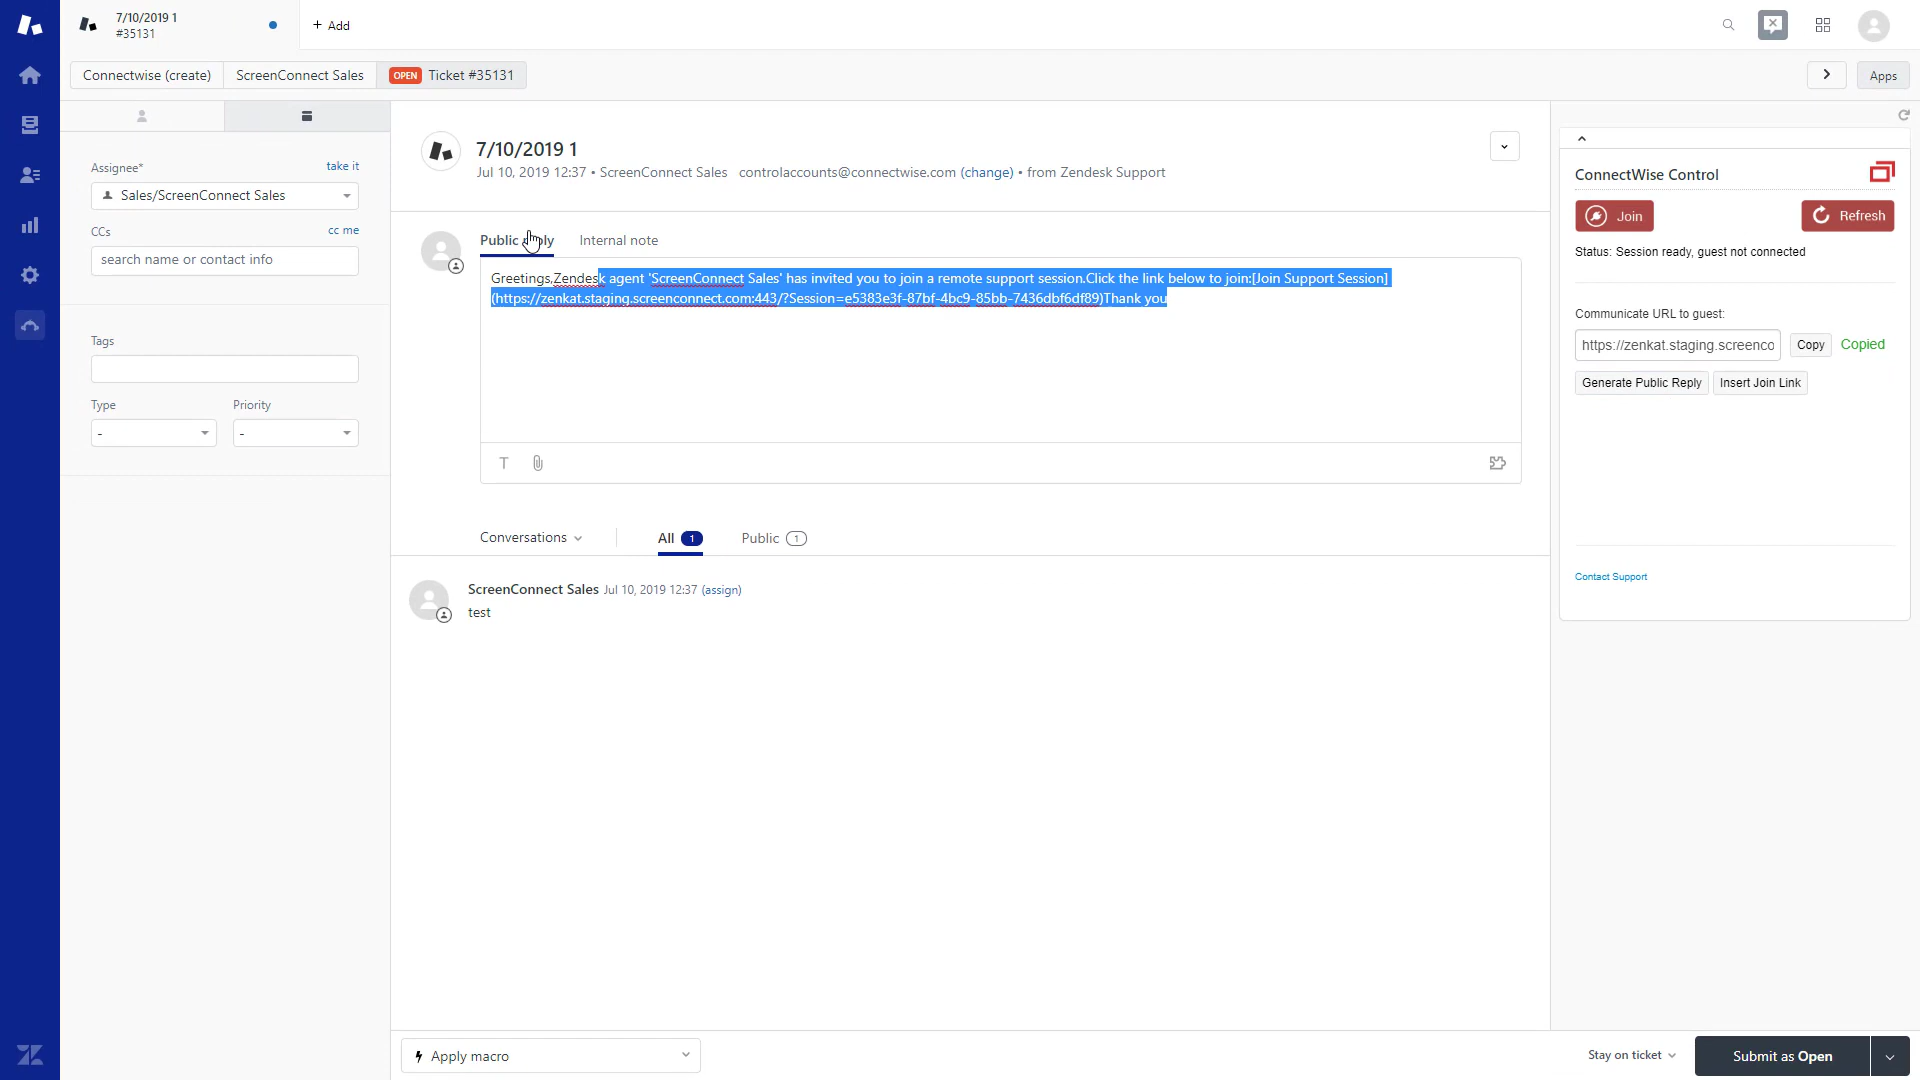 7/10/2019 1
#35131
+ Add
Connectwise (create)
ScreenConnect Sales
OPEN Ticket #35131
Apps
Assignee*
take it
Sales/ScreenConnect Sales
CCs
cc me
search name or contact info
Tags
Type
Priority
-
-
7/10/2019 1
Jul 10, 2019 12:37 • ScreenConnect Sales controlaccounts@connectwise.com (change) • from Zendesk Support
Public reply
Internal note
Greetings,Zendesk agent 'ScreenConnect Sales' has invited you to join a remote support session.Click the link below to join:[Join Support Session]
(https://zenkat.staging.screenconnect.com:443/?Session=e5383e3f-87bf-4bc9-85bb-7436dbf6df89)Thank you
T
Conversations
All 1
Public 1
ScreenConnect Sales Jul 10, 2019 12:37 (assign)
test
ConnectWise Control
Join
Refresh
Status: Session ready, guest not connected
Communicate URL to guest:
https://zenkat.staging.screenco
Copy
Copied
Generate Public Reply
Insert Join Link
Contact Support
Apply macro
Stay on ticket
Submit as Open